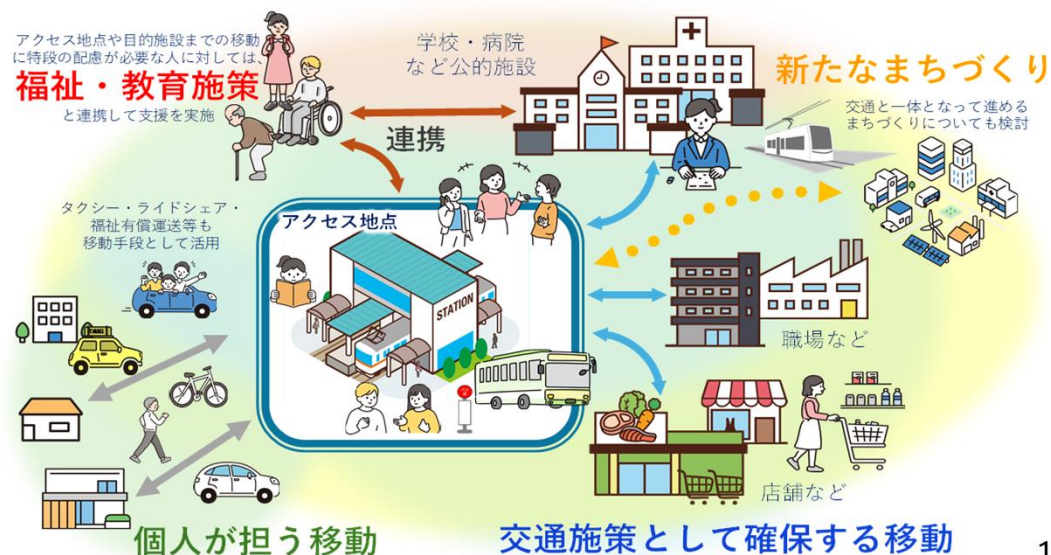 アクセス地点や目的施設までの移動
に特段の配慮が必要な人に対しては、
福祉・教育施策
と連携して支援を実施
学校・病院
など公的施設
新たなまちづくり
交通と一体となって進める
まちづくりについても検討
連携
タクシー・ライドシェア・
福祉有償運送等も
移動手段として活用
アクセス地点
STATION
職場など
店舗など
個人が担う移動
交通施策として確保する移動
1